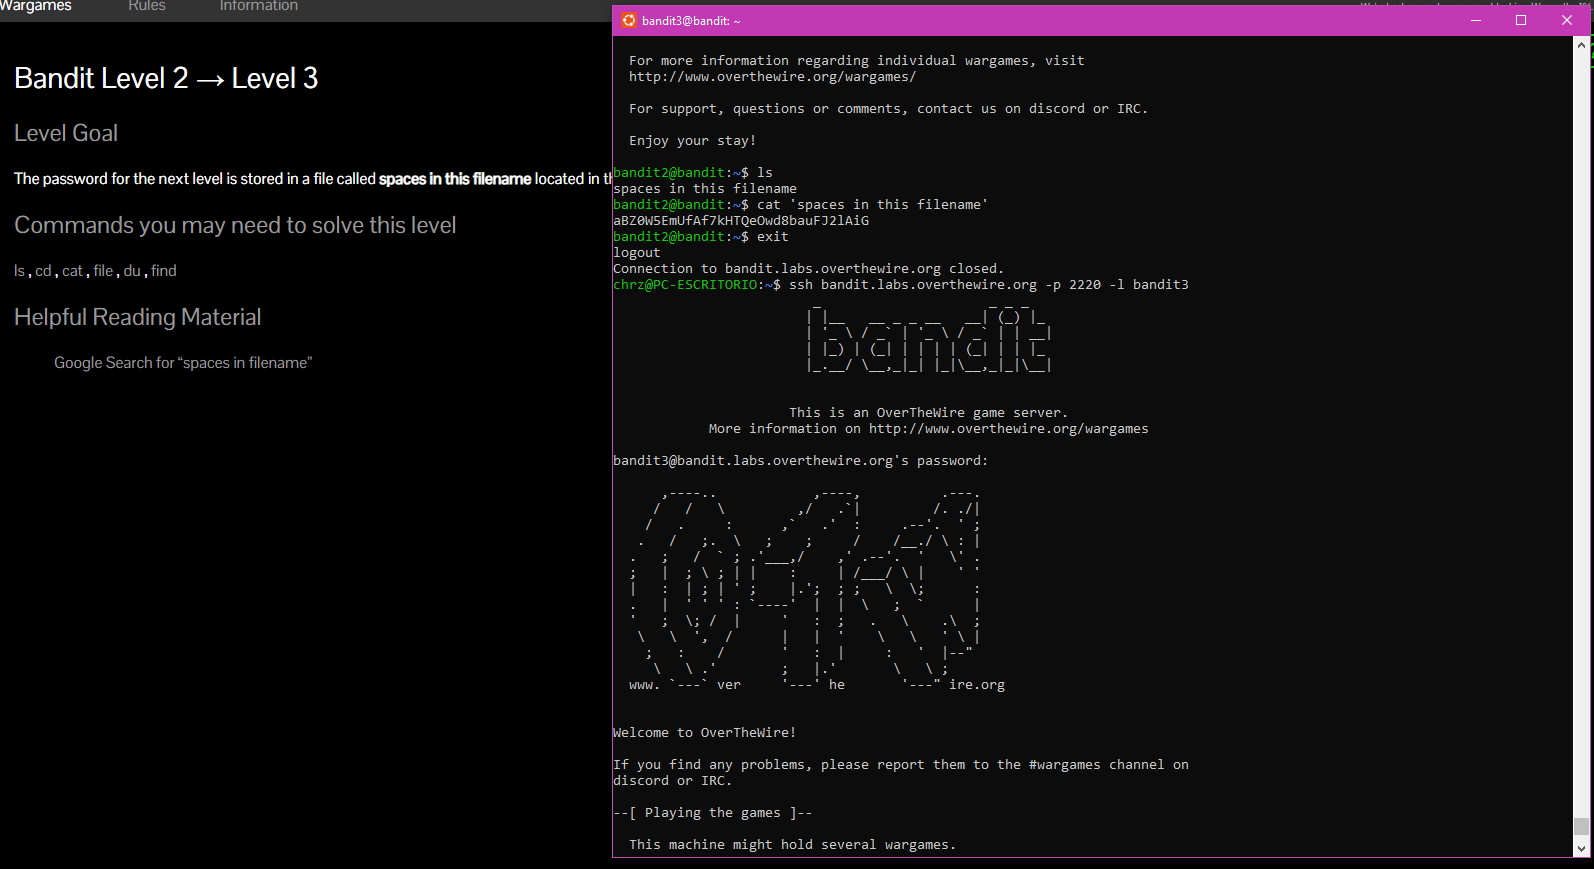 Wargames Rules Information
Bandit Level 2 → Level 3
Level Goal
The password for the next level is stored in a file called spaces in this filename located in
Commands you may need to solve this level
ls , cd , cat , file , du , find
Helpful Reading Material
Google Search for “spaces in filename”
bandit3@bandit: ~
For more information regarding individual wargames, visit
http://www.overthewire.org/wargames/
For support, questions or comments, contact us on discord or IRC.
Enjoy your stay!
bandit2@bandit:~$ ls
spaces in this filename
bandit2@bandit:~$ cat 'spaces in this filename'
aBZ0W5EmUfAf7kHTQeOwd8bauFJ2lAiG
bandit2@bandit:~$ exit
logout
Connection to bandit.labs.overthewire.org closed.
chrz@PC-ESCRITORIO:~$ ssh bandit.labs.overthewire.org -p 2220 -l bandit3
bandit
This is an OverTheWire game server.
More information on http://www.overthewire.org/wargames
bandit3@bandit.labs.overthewire.org's password:
www. ver he ire.org
Welcome to OverTheWire!
If you find any problems, please report them to the #wargames channel on
discord or IRC.
--[ Playing the games ]--
This machine might hold several wargames.